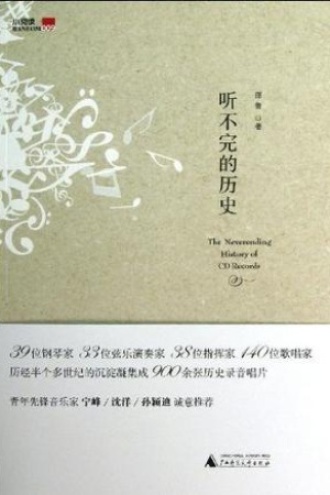 听不完的历史
著
The Neverending
History of
CD Records
39位钢琴家 33位弦乐演奏家 38位指挥家 140位歌唱家
历经半个多世纪的沉淀凝集成 900余张历史录音唱片
青年先锋音乐家 宁峰/沈洋/孙颖迪 诚意推荐
广西师范大学出版社